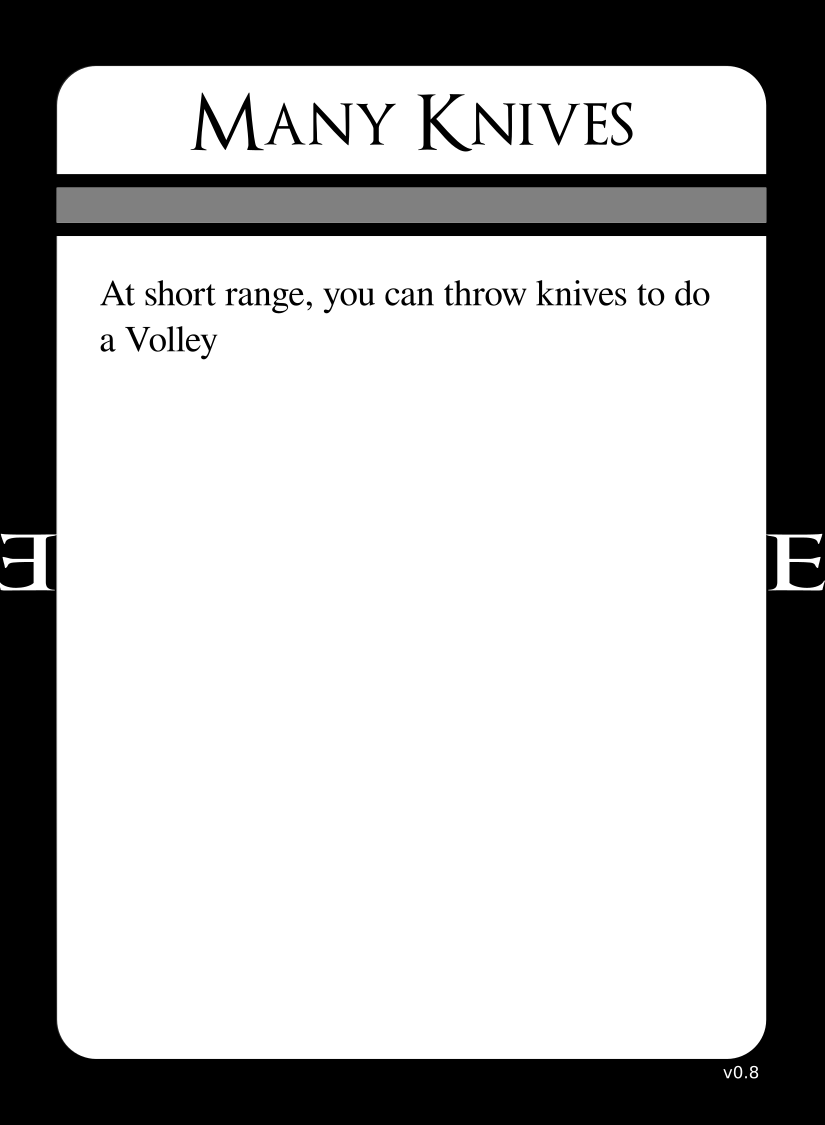 Many Knives
At short range, you can throw knives to do
a Volley
E
E
v0.8